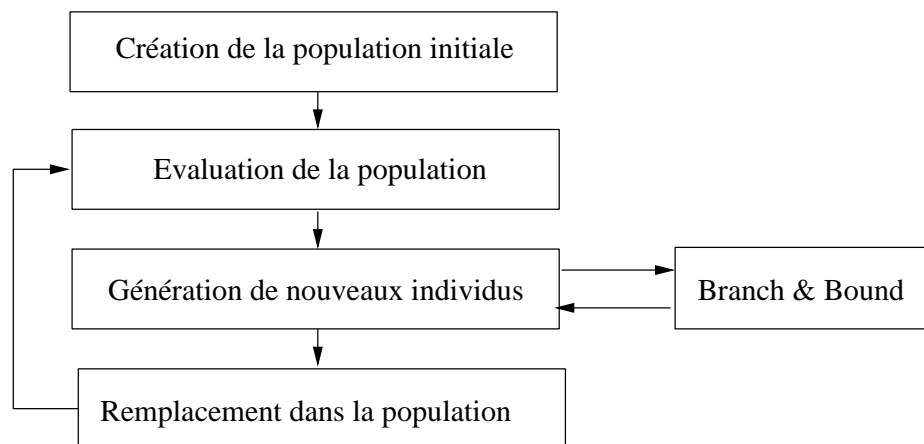 Création de la population initiale
Evaluation de la population
Génération de nouveaux individus
Branch & Bound
Remplacement dans la population